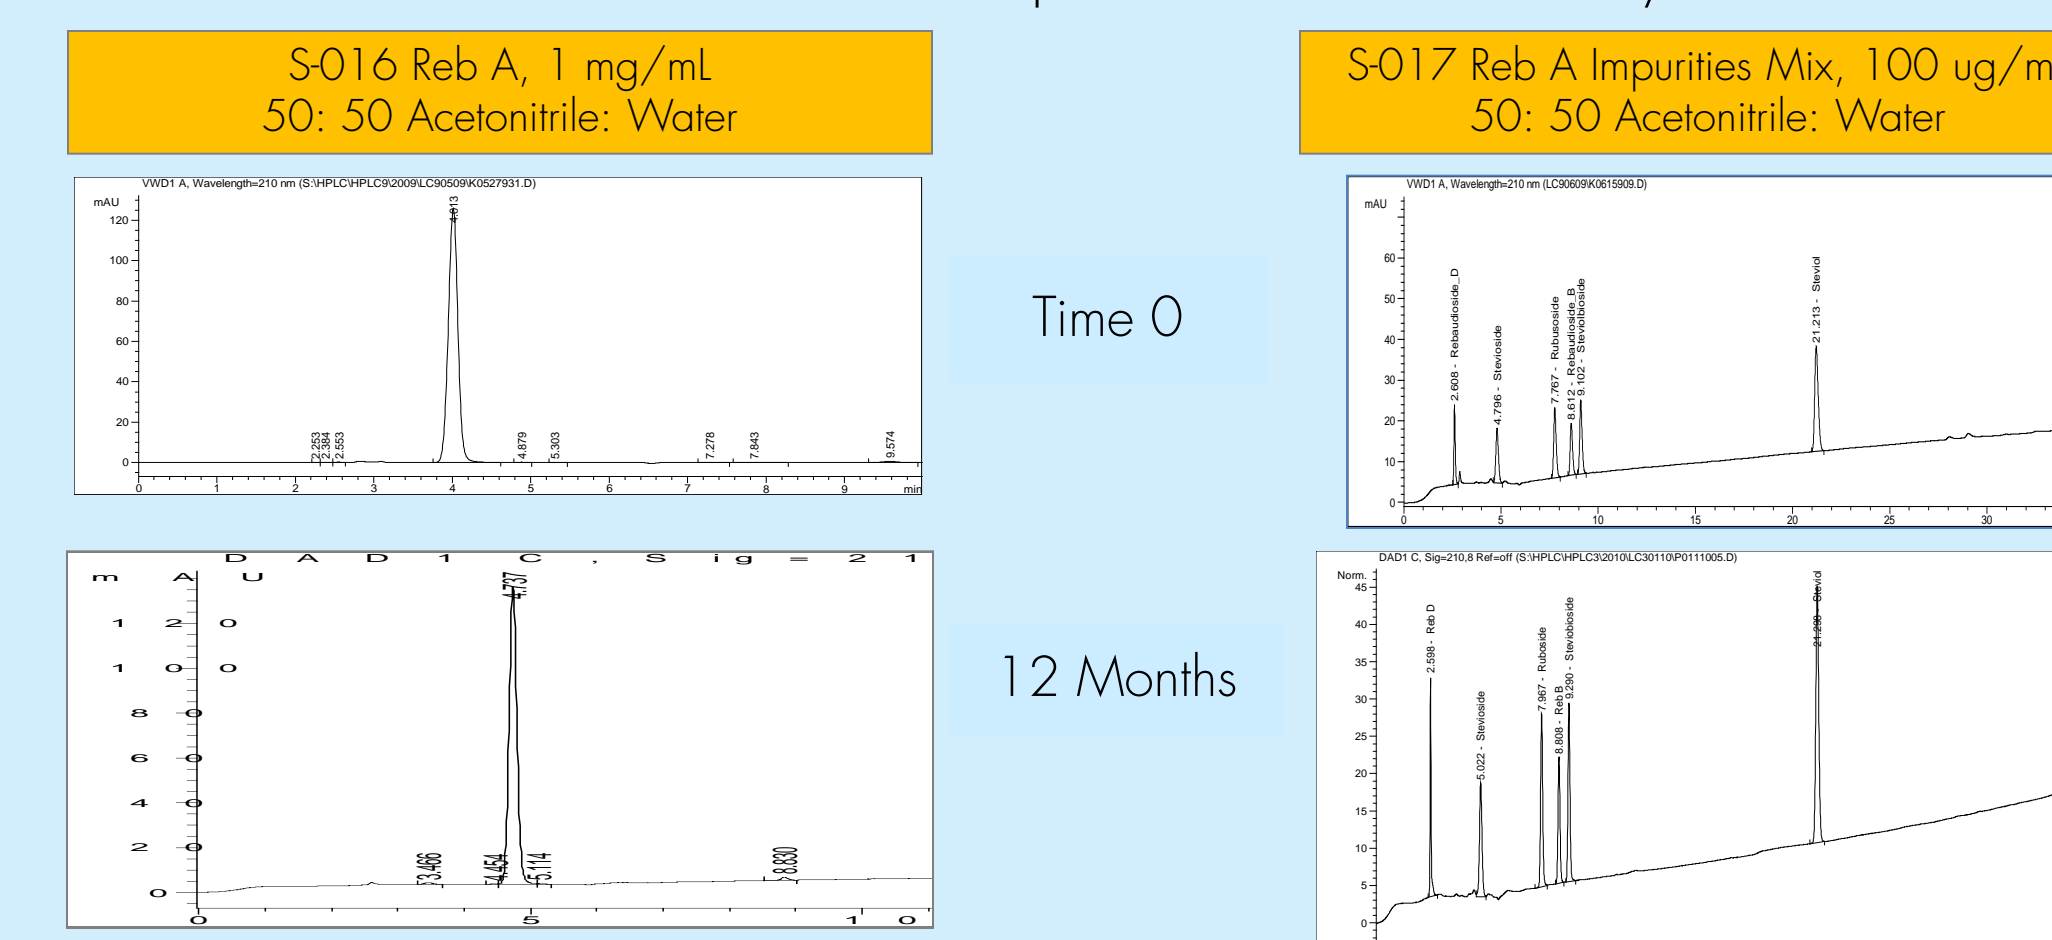 S-016 Reb A, 1 mg/mL
50: 50 Acetonitrile: Water
S-017 Reb A Impurities Mix, 100 ug/m
50: 50 Acetonitrile: Water
VWD1 A, Wavelength=210 nm (S:\HPLC\HPLC9\2009\LC90509\K0527931.D)
mAU
120
100
80
60
40
20
0
4.013
2.253
2.384
2.553
4.879
5.303
7.278
7.843
9.574
0 1 2 3 4 5 6 7 8 9 min
Time 0
VWD1 A, Wavelength=210 nm (LC90609\K0615909.D)
mAU
60
50
40
30
20
10
0
2.608 - Rebaudioside_D
4.796 - Stevioside
7.767 - Rubusoside
8.612 - Rebaudioside_B
9.102 - Steviolbioside
21.213 - Steviol
0 5 10 15 20 25 30
DAD1 C, Sig=21
mAU
120
100
80
60
40
20
0
3.466
4.454
4.737
5.114
8.830
0 5 10
12 Months
DAD1 C, Sig=210,8 Ref=off (S:\HPLC\HPLC3\2010\LC30110\P0111005.D)
Norm.
45
40
35
30
25
20
15
10
5
0
2.598 - Reb D
5.022 - Stevioside
7.967 - Ruboside
8.808 - Reb B
9.290 - Steviobioside
Steviol